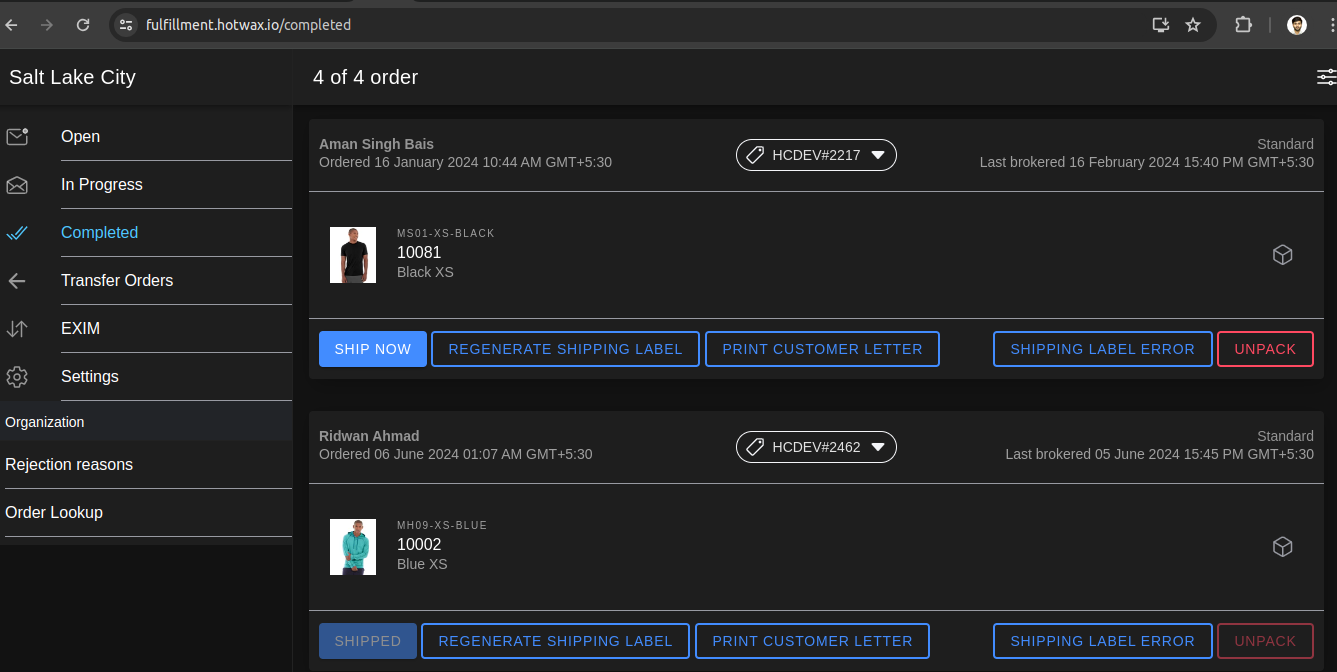 fulfillment.hotwax.io/completed
Salt Lake City
4 of 4 order
Open
In Progress
Completed
Transfer Orders
EXIM
Settings
Organization
Rejection reasons
Order Lookup
Aman Singh Bais
Ordered 16 January 2024 10:44 AM GMT+5:30
HCDEV#2217
Standard
Last brokered 16 February 2024 15:40 PM GMT+5:30
MS01-XS-BLACK
10081
Black XS
SHIP NOW
REGENERATE SHIPPING LABEL
PRINT CUSTOMER LETTER
SHIPPING LABEL ERROR
UNPACK
Ridwan Ahmad
Ordered 06 June 2024 01:07 AM GMT+5:30
HCDEV#2462
Standard
Last brokered 05 June 2024 15:45 PM GMT+5:30
MH09-XS-BLUE
10002
Blue XS
SHIPPED
REGENERATE SHIPPING LABEL
PRINT CUSTOMER LETTER
SHIPPING LABEL ERROR
UNPACK